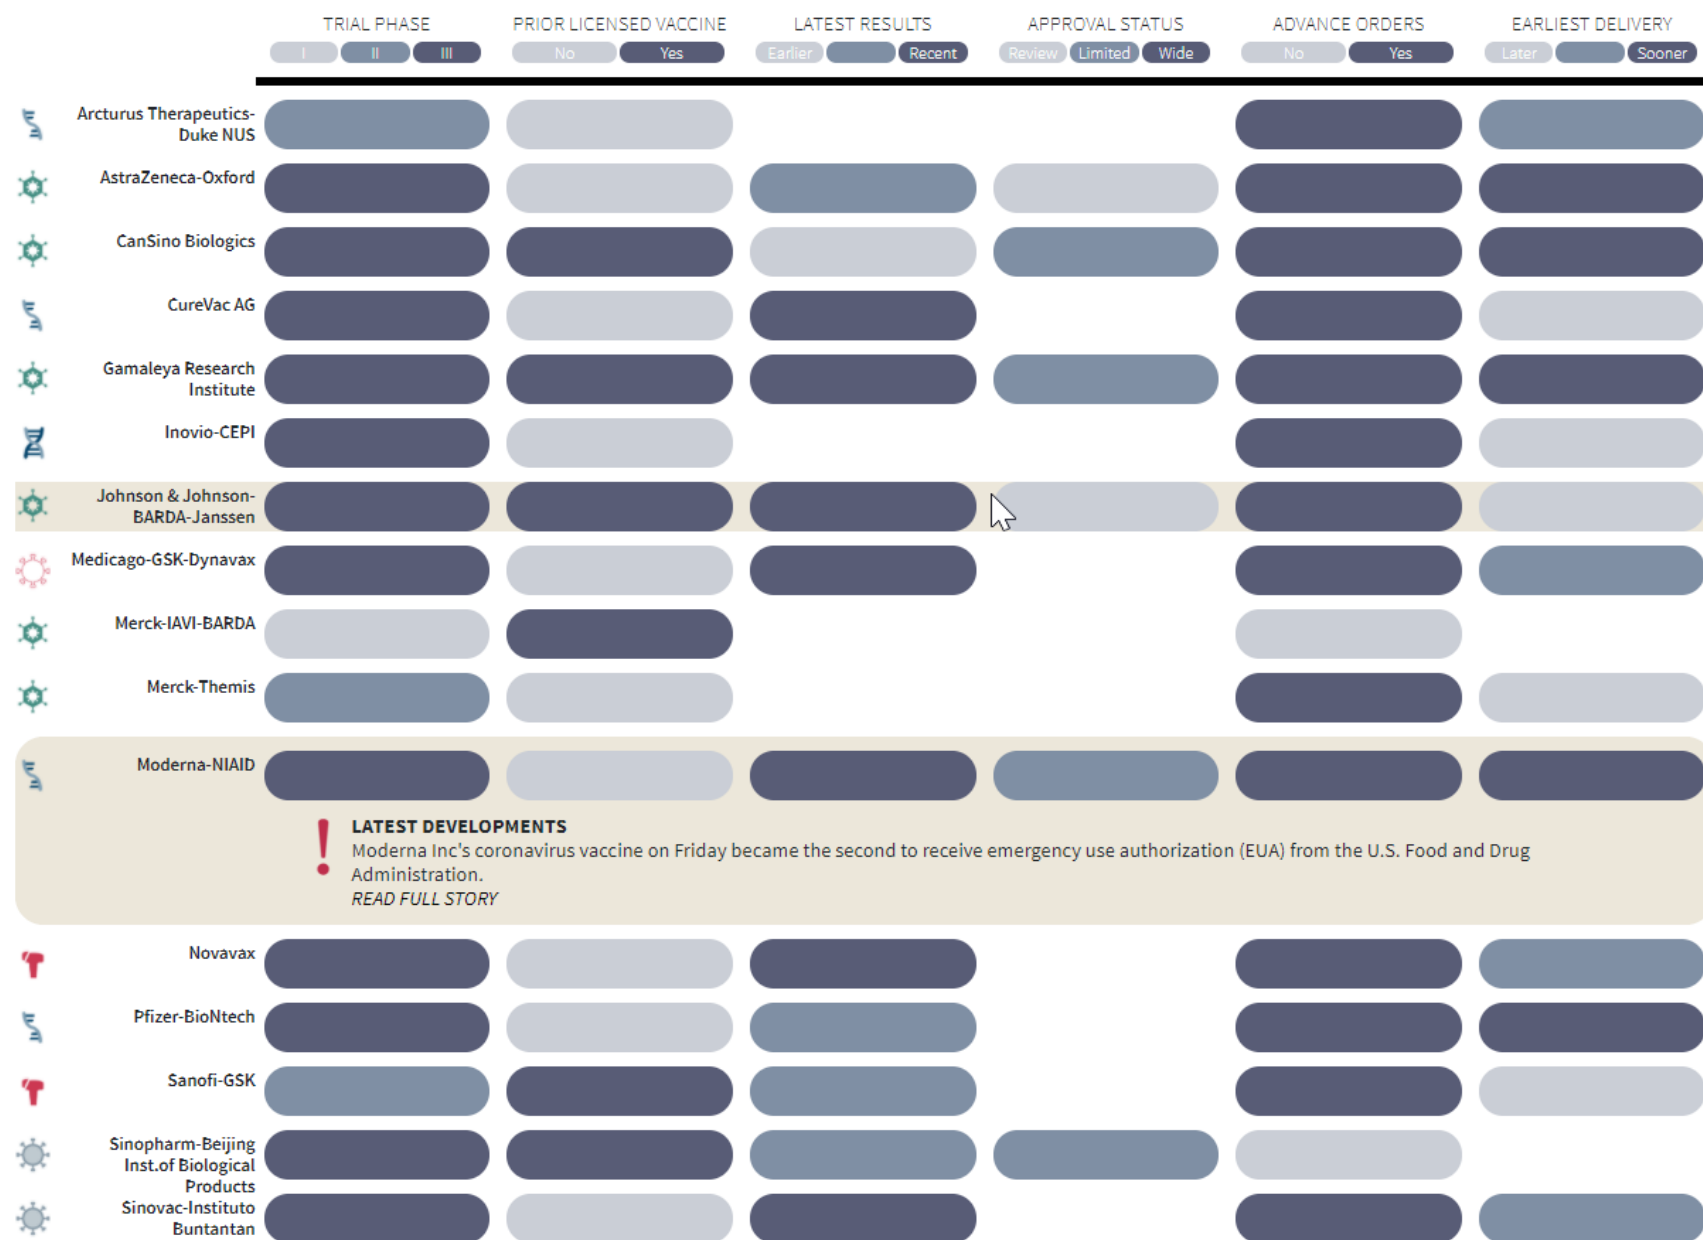 TRIAL PHASE PRIOR LICENSED VACCINE LATEST RESULTS APPROVAL STATUS ADVANCE ORDERS EARLIEST DELIVERY
I II III No Yes Earlier Recent Review Limited Wide No Yes Later Sooner
Arcturus Therapeutics-
Duke NUS
AstraZeneca-Oxford
CanSino Biologics
CureVac AG
Gamaleya Research
Institute
Inovio-CEPI
Johnson & Johnson-
BARDA-Janssen
Medicago-GSK-Dynavax
Merck-IAVI-BARDA
Merck-Themis
Moderna-NIAID
LATEST DEVELOPMENTS
Moderna Inc's coronavirus vaccine on Friday became the second to receive emergency use authorization (EUA) from the U.S. Food and Drug
Administration.
READ FULL STORY
Novavax
Pfizer-BioNtech
Sanofi-GSK
Sinopharm-Beijing
Inst.of Biological
Products
Sinovac-Instituto
Buntantan